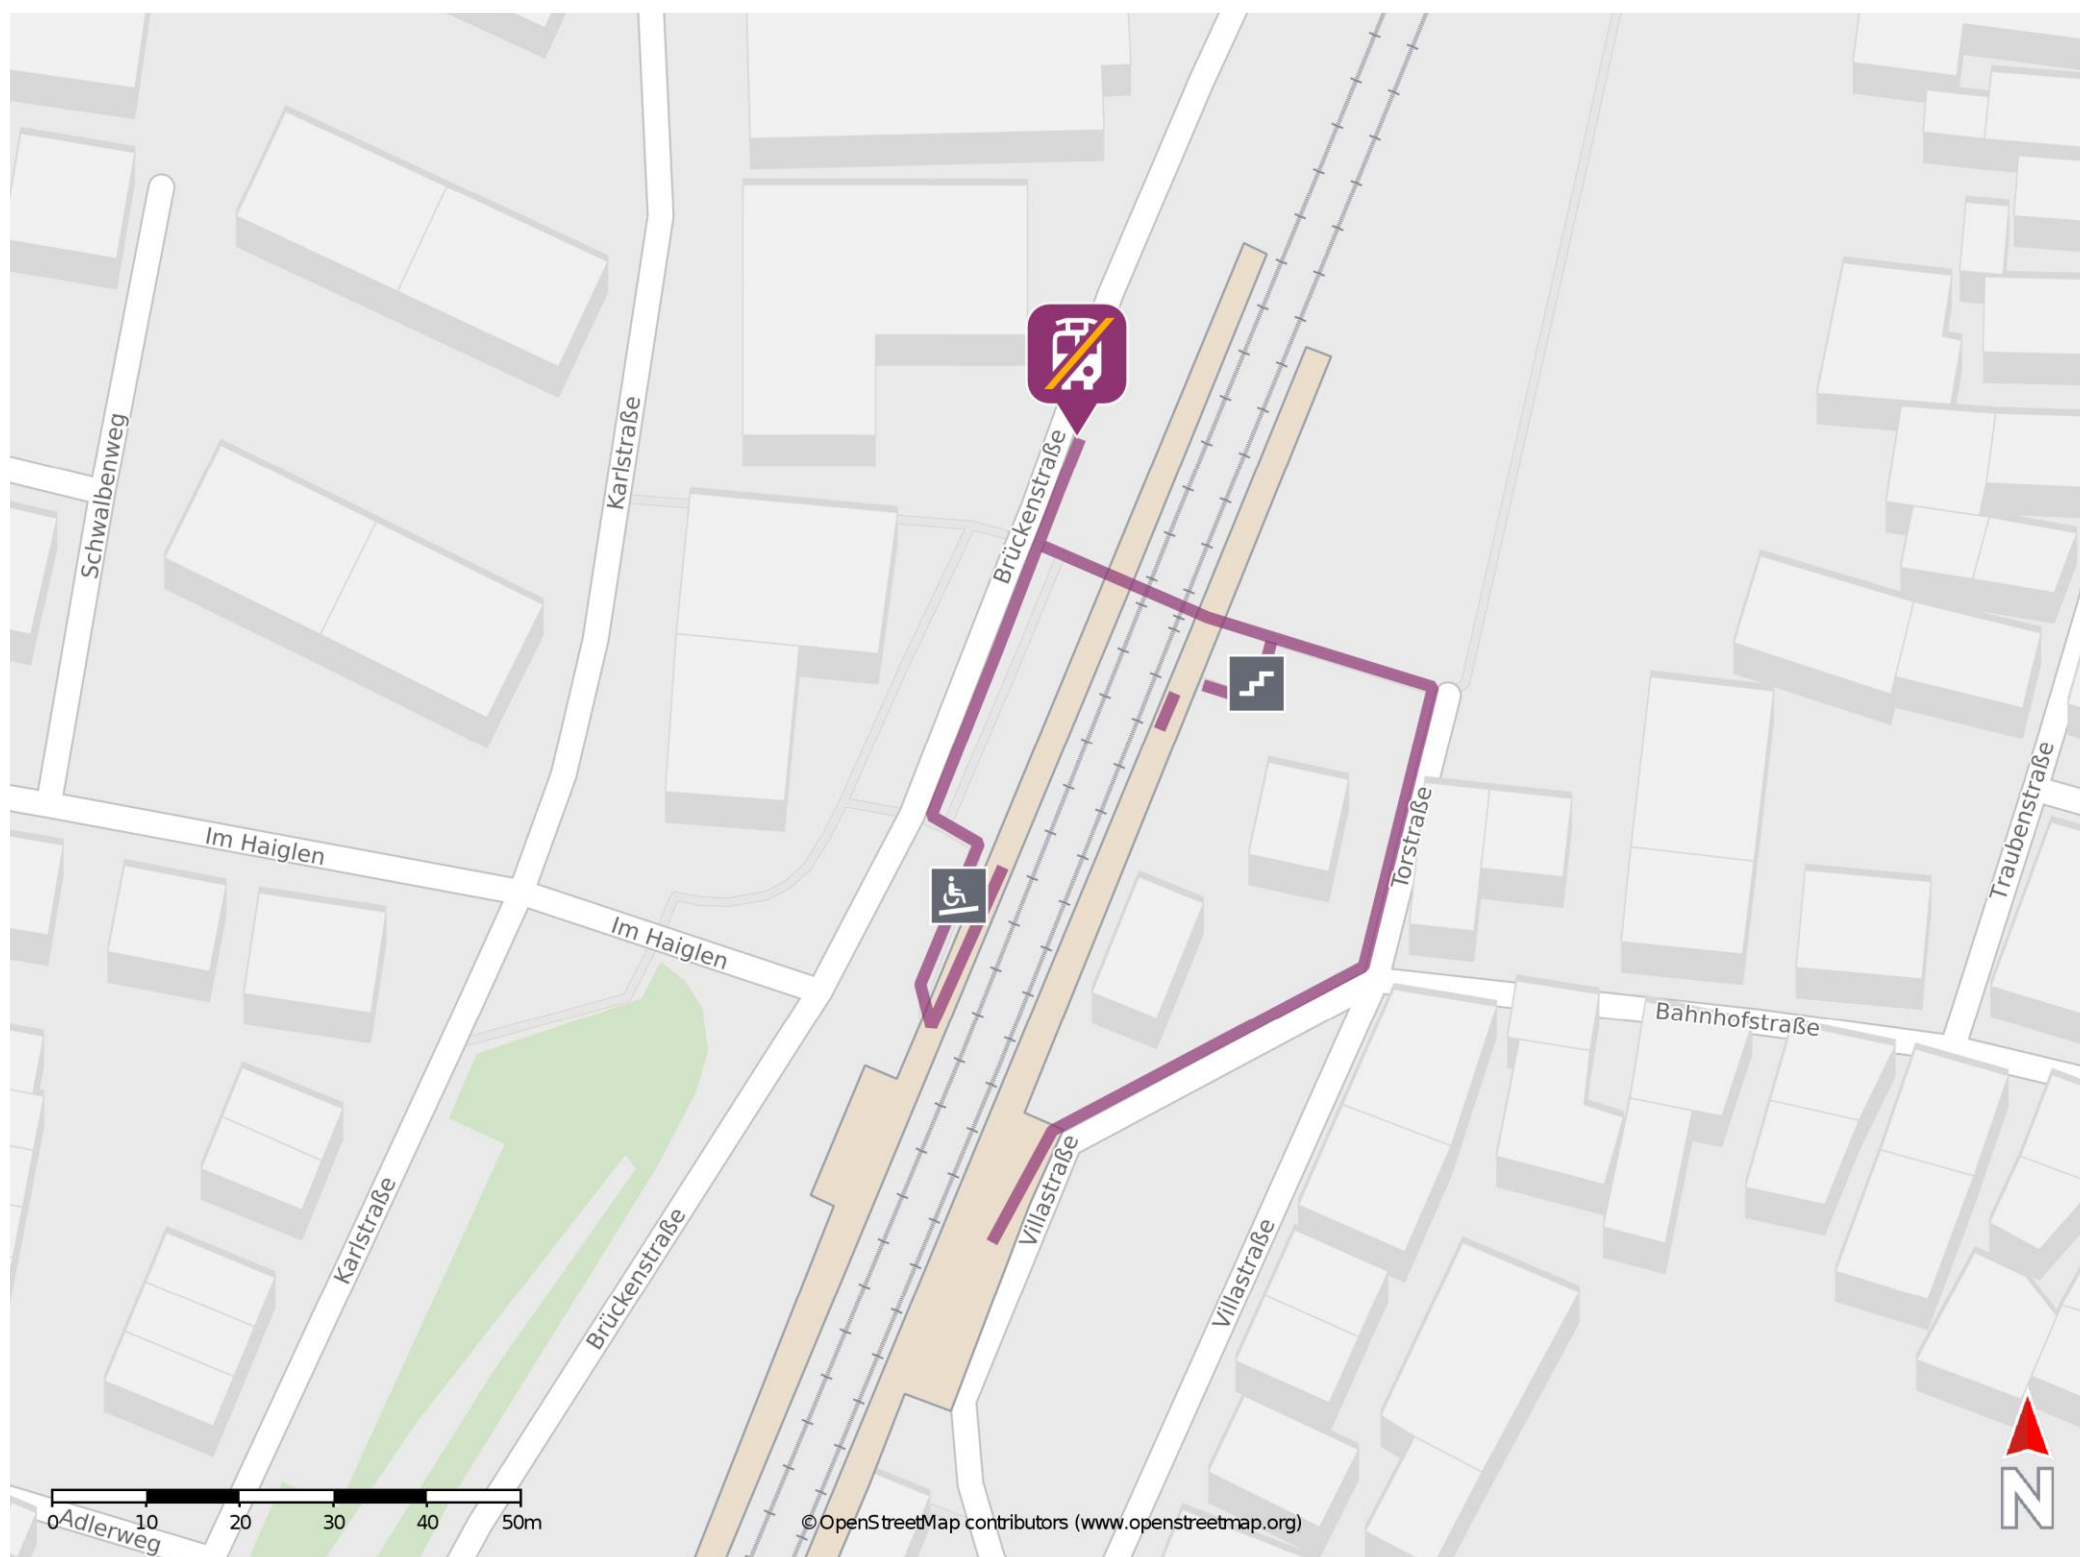 Karlstraße
Schwalbenweg
Brückenstraße
Im Haiglen
Im Haiglen
Torstraße
Traubenstraße
Bahnhofstraße
Villastraße
Villastraße
Karlstraße
Brückenstraße
0 10 20 30 40 50m
Adlerweg
© OpenStreetMap contributors (www.openstreetmap.org)
N